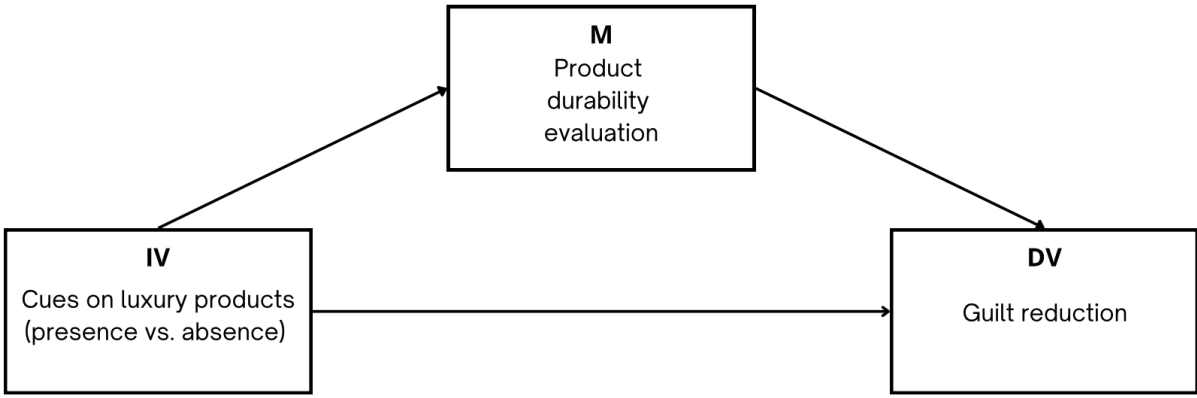 M
Product
durability
evaluation
IV
Cues on luxury products
(presence vs. absence)
DV
Guilt reduction